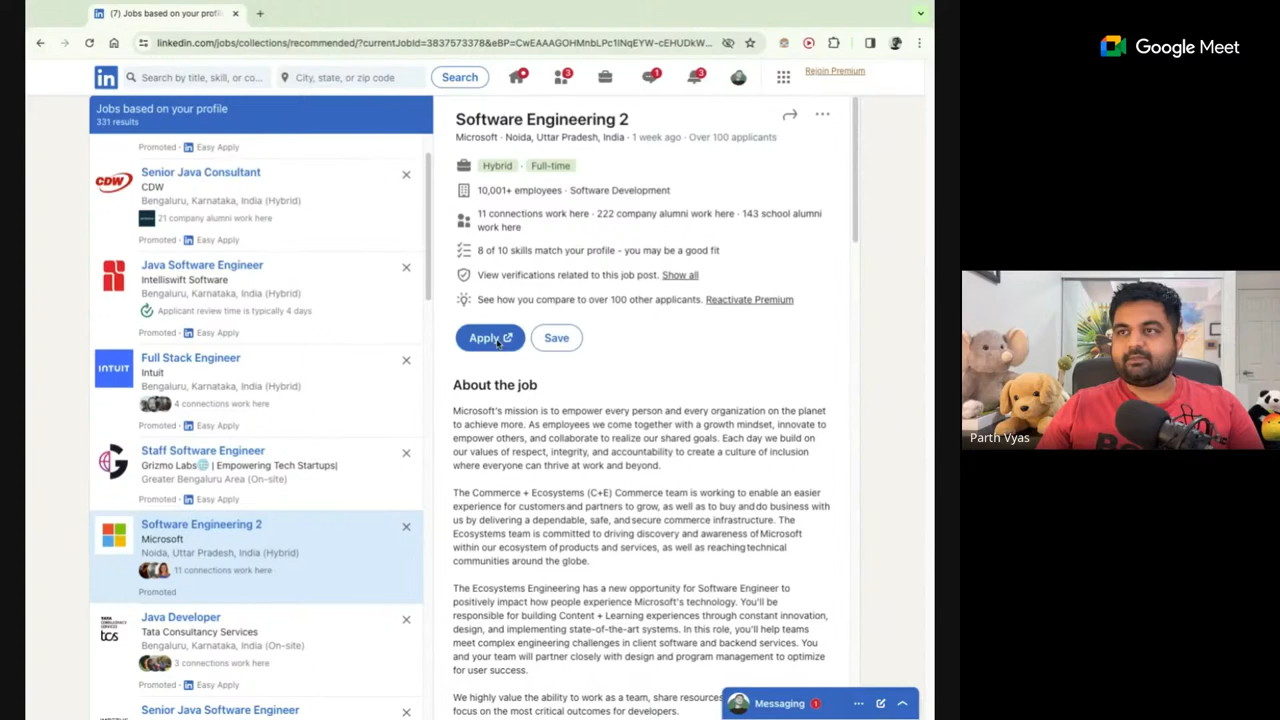 (7) Jobs based on your profil
linkedin.com/jobs/collections/recommended/?currentJobId=3837573378&eBP=CwEAAAGOHMnbLPc1INqEYW-cEHUDkW...
Google Meet
in
Search by title, skill, or co...
City, state, or zip code
Search
3
1
3
Rejoin Premium
Jobs based on your profile
331 results
Promoted · in Easy Apply
CDW
Senior Java Consultant
CDW
Bengaluru, Karnataka, India (Hybrid)
21 company alumni work here
Promoted · in Easy Apply
Java Software Engineer
Intelliswift Software
Bengaluru, Karnataka, India (Hybrid)
Applicant review time is typically 4 days
Promoted · in Easy Apply
INTUIT
Full Stack Engineer
Intuit
Bengaluru, Karnataka, India (Hybrid)
4 connections work here
Promoted · in Easy Apply
Staff Software Engineer
Grizmo Labs🌐 | Empowering Tech Startups|
Greater Bengaluru Area (On-site)
Promoted · in Easy Apply
Software Engineering 2
Microsoft
Noida, Uttar Pradesh, India (Hybrid)
11 connections work here
Promoted
TATA CONSULTANCY SERVICES
tcs
Java Developer
Tata Consultancy Services
Bengaluru, Karnataka, India (On-site)
3 connections work here
Promoted · in Easy Apply
Senior Java Software Engineer
Software Engineering 2
Microsoft · Noida, Uttar Pradesh, India · 1 week ago · Over 100 applicants
Hybrid · Full-time
10,001+ employees · Software Development
11 connections work here · 222 company alumni work here · 143 school alumni
work here
8 of 10 skills match your profile - you may be a good fit
View verifications related to this job post. Show all
See how you compare to over 100 other applicants. Reactivate Premium
Apply
Save
About the job
Microsoft's mission is to empower every person and every organization on the planet
to achieve more. As employees we come together with a growth mindset, innovate to
empower others, and collaborate to realize our shared goals. Each day we build on
our values of respect, integrity, and accountability to create a culture of inclusion
where everyone can thrive at work and beyond.
The Commerce + Ecosystems (C+E) Commerce team is working to enable an easier
experience for customers and partners to grow, as well as to buy and do business with
us by delivering a dependable, safe, and secure commerce infrastructure. The
Ecosystems team is committed to driving discovery and awareness of Microsoft
within our ecosystem of products and services, as well as reaching technical
communities around the globe.
The Ecosystems Engineering has a new opportunity for Software Engineer to
positively impact how people experience Microsoft's technology. You'll be
responsible for building Content + Learning experiences through constant innovation,
design, and implementing state-of-the-art systems. In this role, you'll help teams
meet complex engineering challenges in client software and backend services. You
and your team will partner closely with design and program management to optimize
for user success.
We highly value the ability to work as a team, share resources
focus on the most critical outcomes for developers.
Messaging 1
Parth Vyas